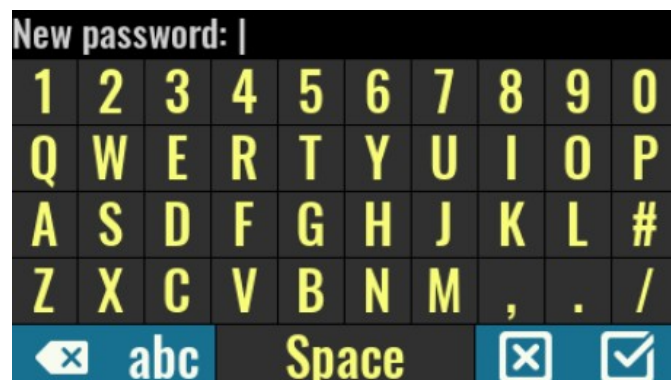 New password:
1 2 3 4 5 6 7 8 9 0
Q W E R T Y U I O P
A S D F G H J K L #
Z X C V B N M , . /
abc Space